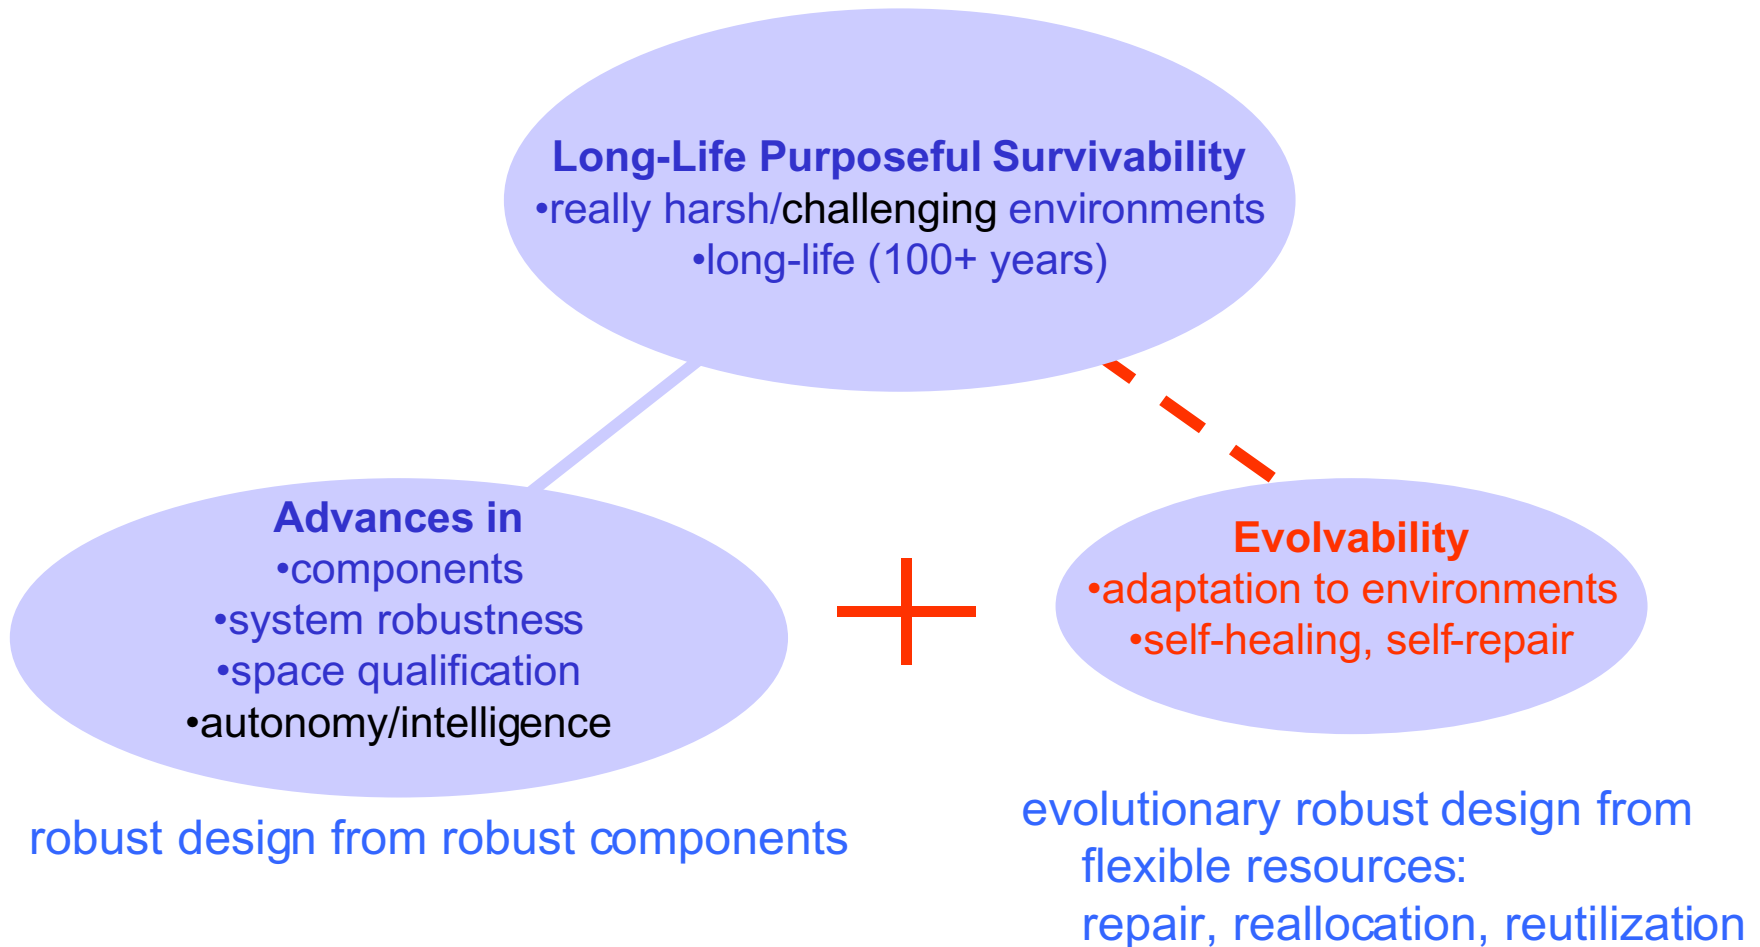 Long-Life Purposeful Survivability
•really harsh/challenging environments
•long-life (100+ years)
Advances in
•components
•system robustness
•space qualification
•autonomy/intelligence
robust design from robust components
Evolvability
•adaptation to environments
•self-healing, self-repair
evolutionary robust design from
flexible resources:
repair, reallocation, reutilization